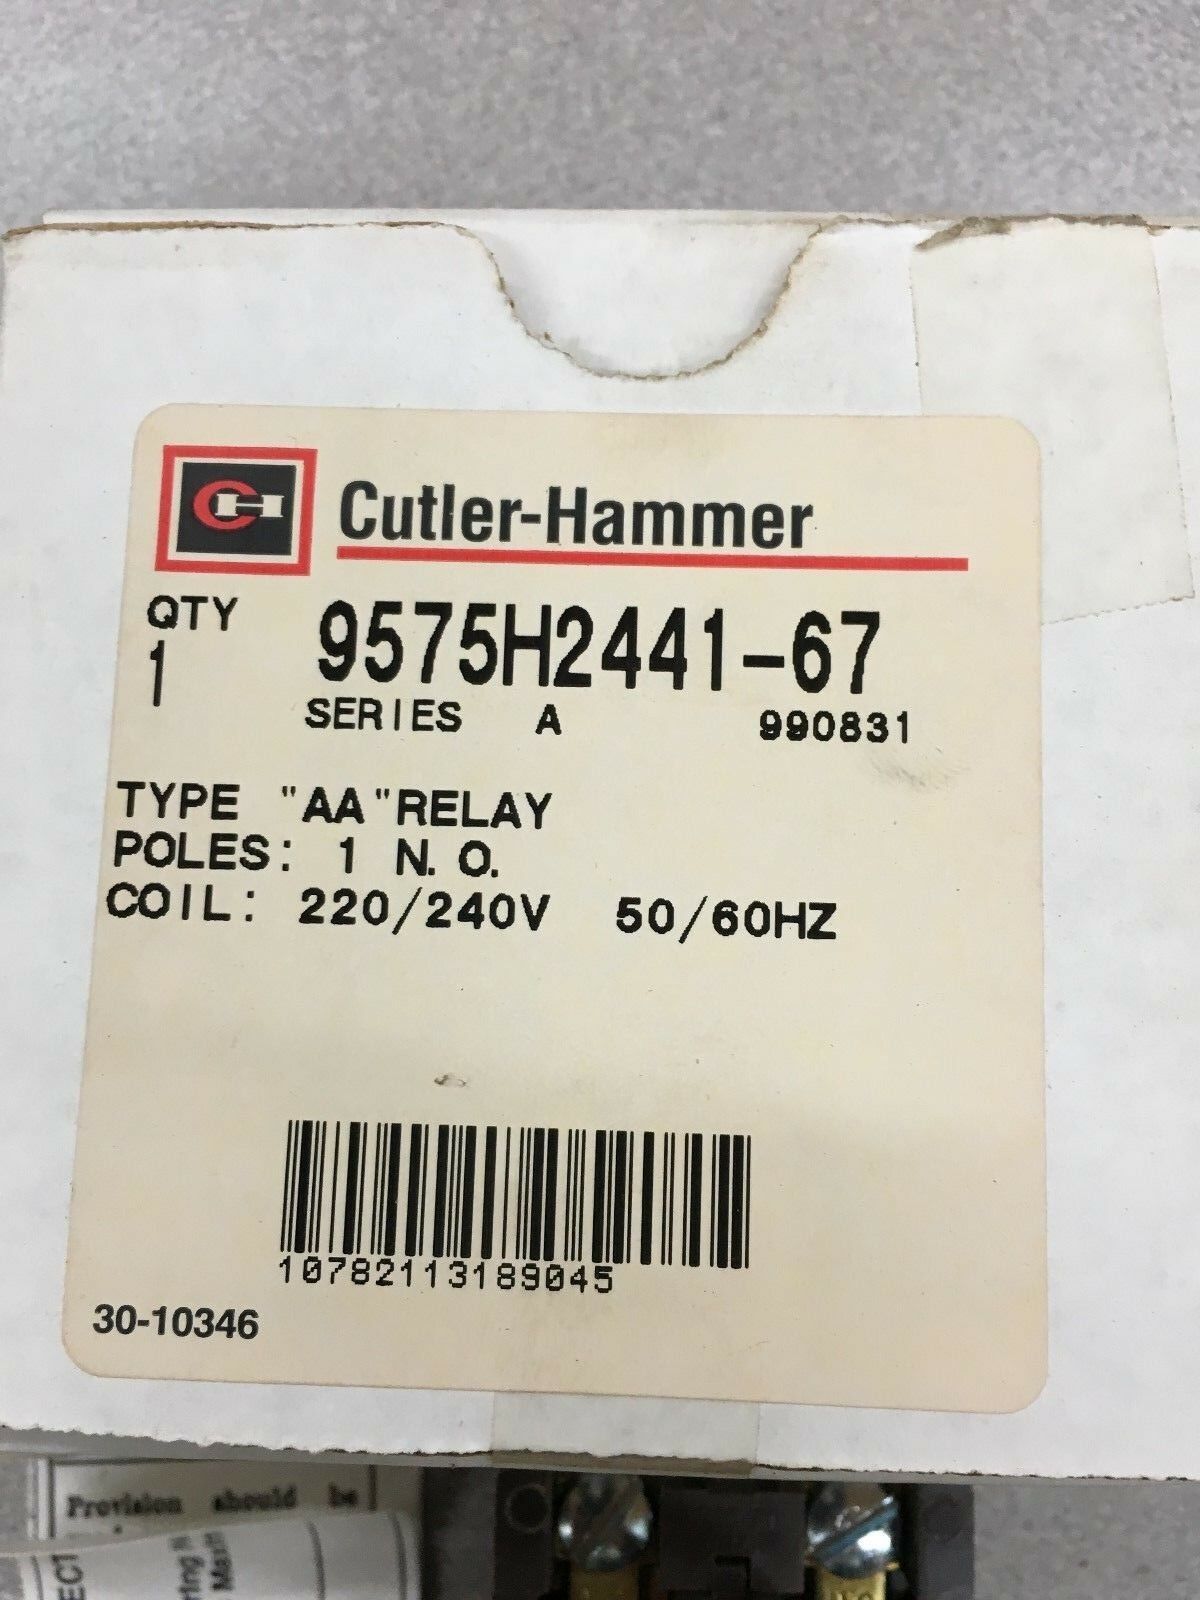 CH Cutler-Hammer
QTY 9575H2441-67
1
SERIES A 990831
TYPE "AA" RELAY
POLES: 1 N.O.
COIL: 220/240V 50/60HZ
10782113189045
30-10346
Provision should be